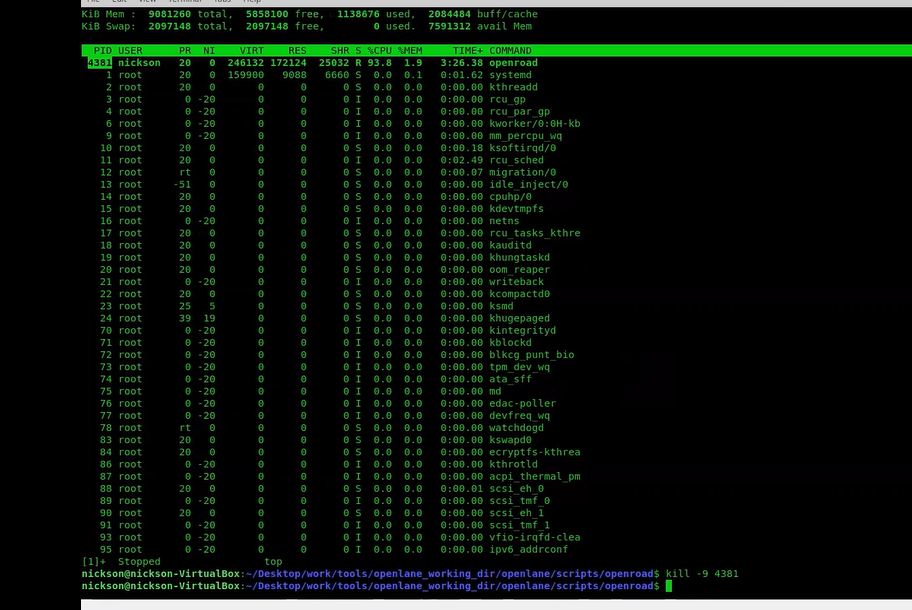 KiB Mem :  9081260 total,  5858100 free,  1138676 used,  2084484 buff/cache
KiB Swap:  2097148 total,  2097148 free,        0 used.  7591312 avail Mem
PID USER      PR  NI    VIRT    RES    SHR S %CPU %MEM     TIME+ COMMAND
4381 nickson   20   0  246132 172124  25032 R 93.8  1.9   3:26.38 openroad
1 root      20   0  159900   9088   6660 S  0.0  0.1   0:01.62 systemd
2 root      20   0       0      0      0 S  0.0  0.0   0:00.00 kthreadd
3 root       0 -20       0      0      0 I  0.0  0.0   0:00.00 rcu_gp
4 root       0 -20       0      0      0 I  0.0  0.0   0:00.00 rcu_par_gp
6 root       0 -20       0      0      0 I  0.0  0.0   0:00.00 kworker/0:0H-kb
9 root       0 -20       0      0      0 I  0.0  0.0   0:00.00 mm_percpu_wq
10 root      20   0       0      0      0 S  0.0  0.0   0:00.18 ksoftirqd/0
11 root      20   0       0      0      0 I  0.0  0.0   0:02.49 rcu_sched
12 root      rt   0       0      0      0 S  0.0  0.0   0:00.07 migration/0
13 root     -51   0       0      0      0 S  0.0  0.0   0:00.00 idle_inject/0
14 root      20   0       0      0      0 S  0.0  0.0   0:00.00 cpuhp/0
15 root      20   0       0      0      0 S  0.0  0.0   0:00.00 kdevtmpfs
16 root       0 -20       0      0      0 I  0.0  0.0   0:00.00 netns
17 root      20   0       0      0      0 S  0.0  0.0   0:00.00 rcu_tasks_kthre
18 root      20   0       0      0      0 S  0.0  0.0   0:00.00 kauditd
19 root      20   0       0      0      0 S  0.0  0.0   0:00.00 khungtaskd
20 root      20   0       0      0      0 S  0.0  0.0   0:00.00 oom_reaper
21 root       0 -20       0      0      0 I  0.0  0.0   0:00.00 writeback
22 root      20   0       0      0      0 S  0.0  0.0   0:00.00 kcompactd0
23 root      25   5       0      0      0 S  0.0  0.0   0:00.00 ksmd
24 root      39  19       0      0      0 S  0.0  0.0   0:00.00 khugepaged
70 root       0 -20       0      0      0 I  0.0  0.0   0:00.00 kintegrityd
71 root       0 -20       0      0      0 I  0.0  0.0   0:00.00 kblockd
72 root       0 -20       0      0      0 I  0.0  0.0   0:00.00 blkcg_punt_bio
73 root       0 -20       0      0      0 I  0.0  0.0   0:00.00 tpm_dev_wq
74 root       0 -20       0      0      0 I  0.0  0.0   0:00.00 ata_sff
75 root       0 -20       0      0      0 I  0.0  0.0   0:00.00 md
76 root       0 -20       0      0      0 I  0.0  0.0   0:00.00 edac-poller
77 root       0 -20       0      0      0 I  0.0  0.0   0:00.00 devfreq_wq
78 root      rt   0       0      0      0 S  0.0  0.0   0:00.00 watchdogd
83 root      20   0       0      0      0 S  0.0  0.0   0:00.00 kswapd0
84 root      20   0       0      0      0 S  0.0  0.0   0:00.00 ecryptfs-kthrea
86 root       0 -20       0      0      0 I  0.0  0.0   0:00.00 kthrotld
87 root       0 -20       0      0      0 I  0.0  0.0   0:00.00 acpi_thermal_pm
88 root      20   0       0      0      0 S  0.0  0.0   0:00.01 scsi_eh_0
89 root       0 -20       0      0      0 I  0.0  0.0   0:00.00 scsi_tmf_0
90 root      20   0       0      0      0 S  0.0  0.0   0:00.00 scsi_eh_1
91 root       0 -20       0      0      0 I  0.0  0.0   0:00.00 scsi_tmf_1
93 root       0 -20       0      0      0 I  0.0  0.0   0:00.00 vfio-irqfd-clea
95 root       0 -20       0      0      0 I  0.0  0.0   0:00.00 ipv6_addrconf
[1]+  Stopped                 top
nickson@nickson-VirtualBox:~/Desktop/work/tools/openlane_working_dir/openlane/scripts/openroad$ kill -9 4381
nickson@nickson-VirtualBox:~/Desktop/work/tools/openlane_working_dir/openlane/scripts/openroad$